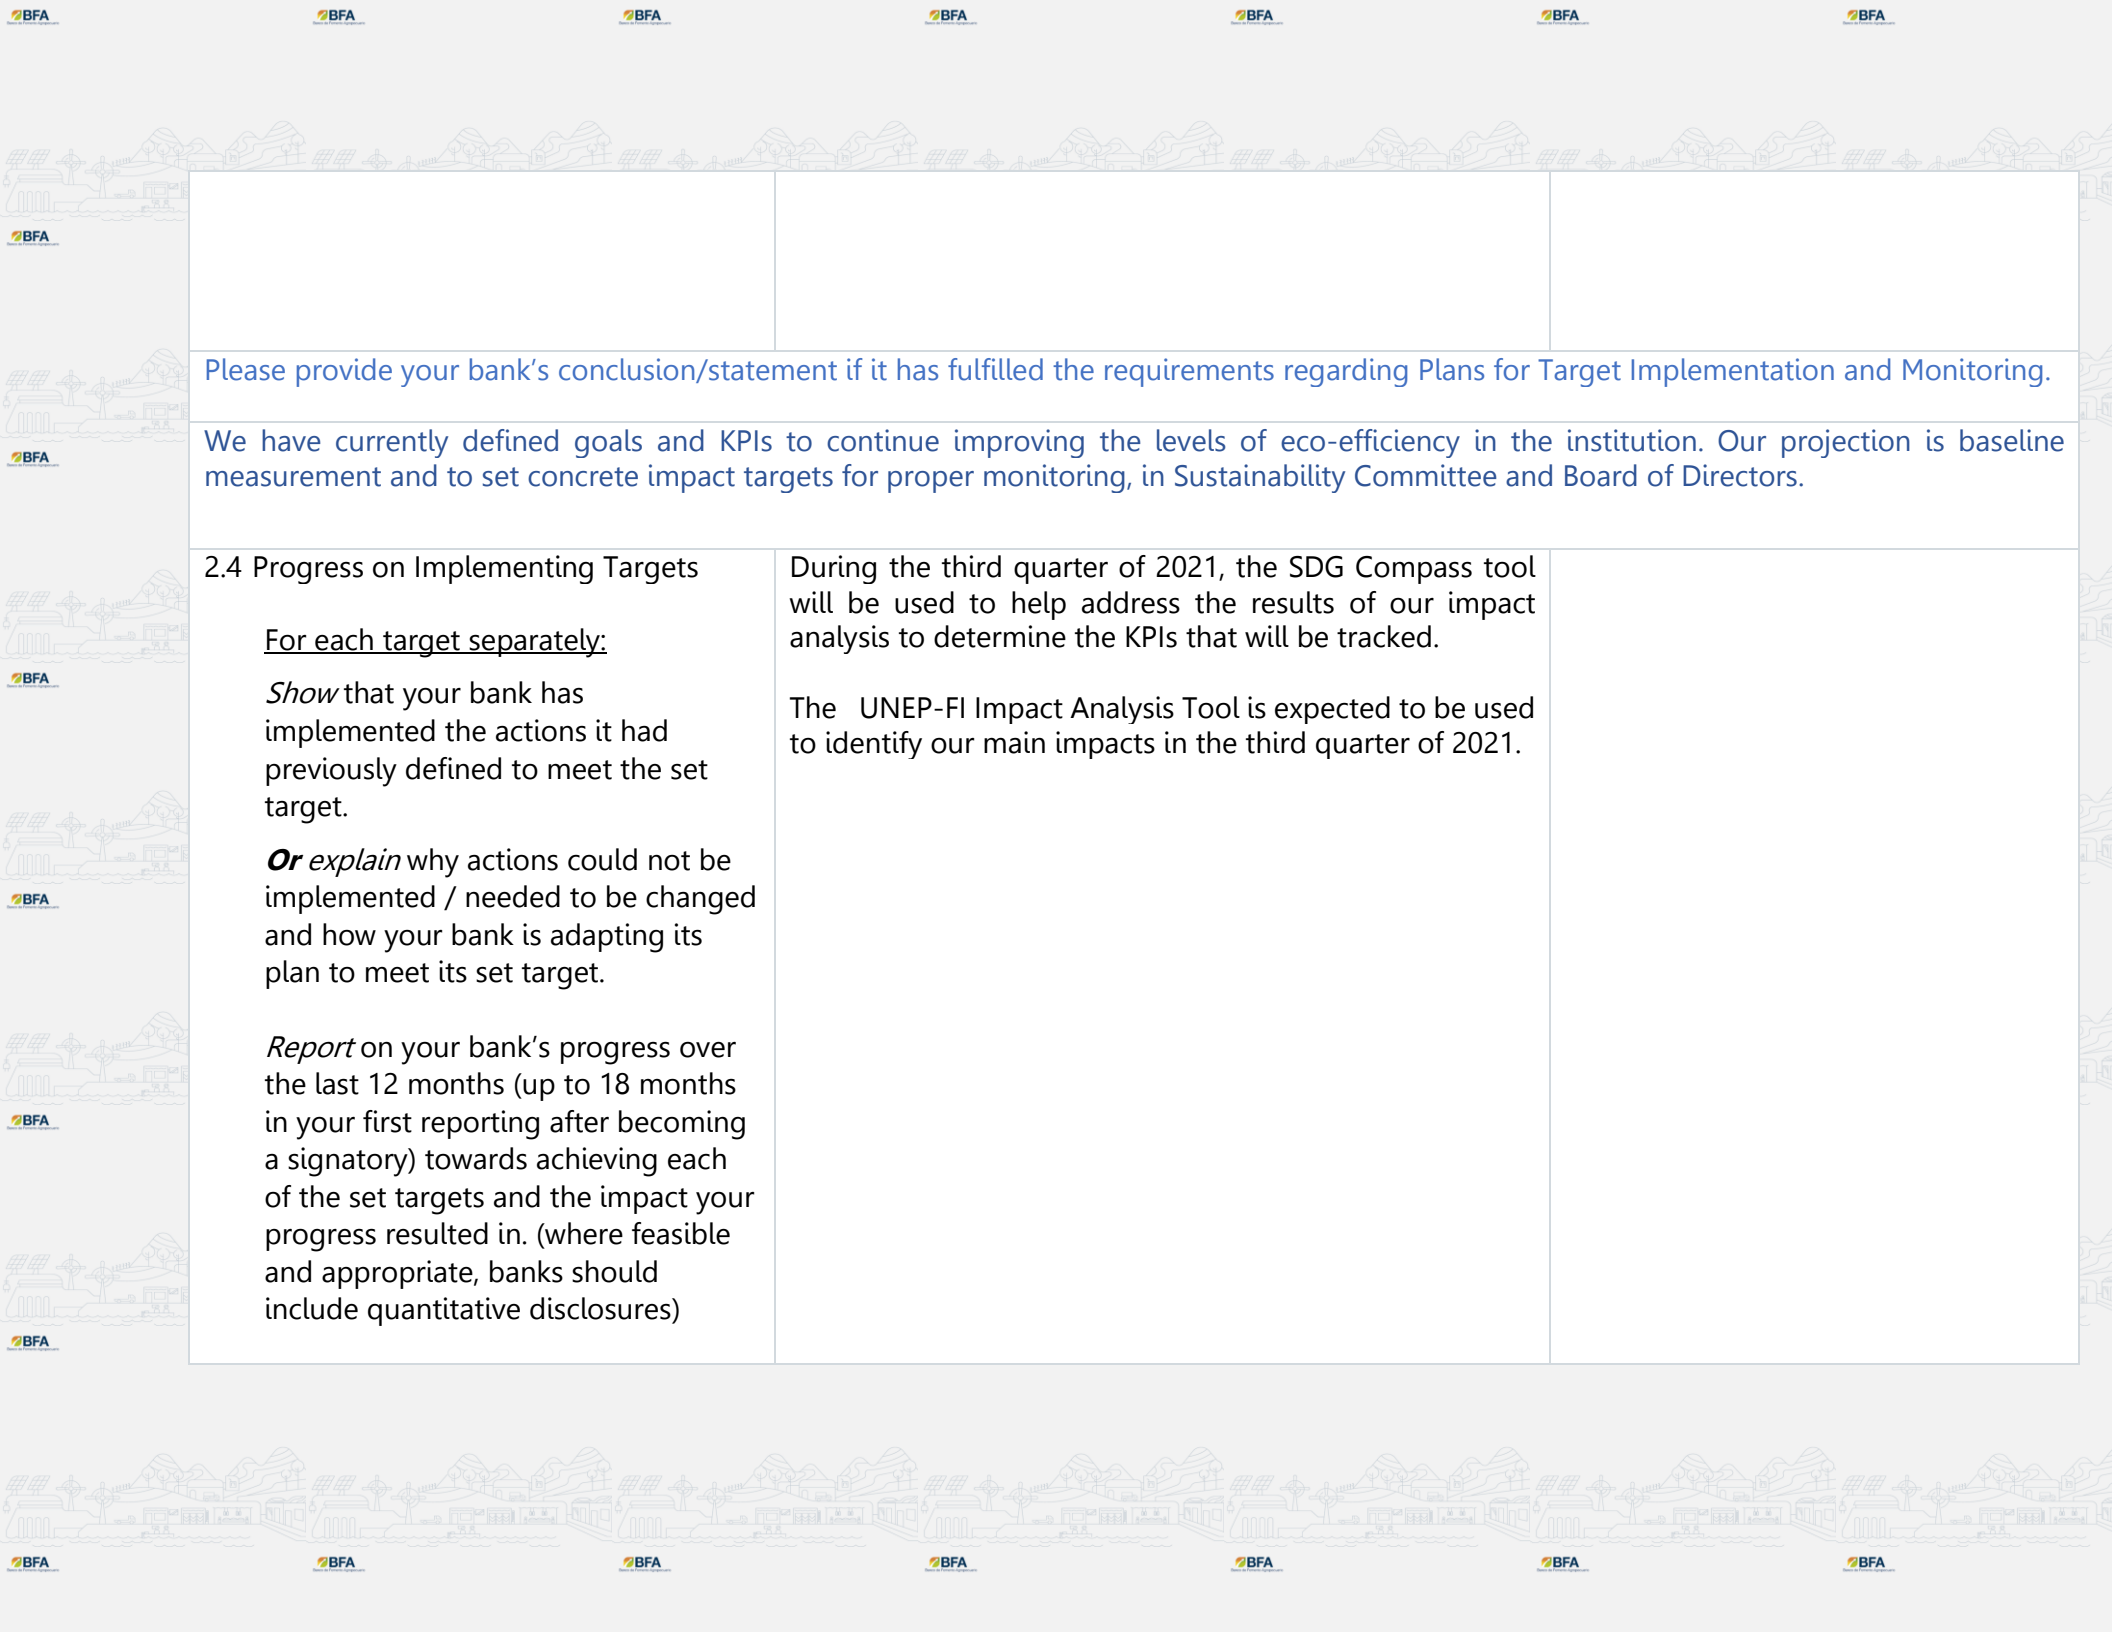 BFA BFA BFA BFA BFA BFA BFA
BFA
Please provide your bank’s conclusion/statement if it has fulfilled the requirements regarding Plans for Target Implementation and Monitoring.
We have currently defined goals and KPIs to continue improving the levels of eco-efficiency in the institution. Our projection is baseline
measurement and to set concrete impact targets for proper monitoring, in Sustainability Committee and Board of Directors.
BFA
2.4 Progress on Implementing Targets
For each target separately:
Show that your bank has
implemented the actions it had
previously defined to meet the set
target.
Or explain why actions could not be
implemented / needed to be changed
and how your bank is adapting its
plan to meet its set target.
Report on your bank’s progress over
the last 12 months (up to 18 months
in your first reporting after becoming
a signatory) towards achieving each
of the set targets and the impact your
progress resulted in. (where feasible
and appropriate, banks should
include quantitative disclosures)
During the third quarter of 2021, the SDG Compass tool
will be used to help address the results of our impact
analysis to determine the KPIs that will be tracked.
The UNEP-FI Impact Analysis Tool is expected to be used
to identify our main impacts in the third quarter of 2021.
BFA
BFA
BFA
BFA
BFA BFA BFA BFA BFA BFA BFA